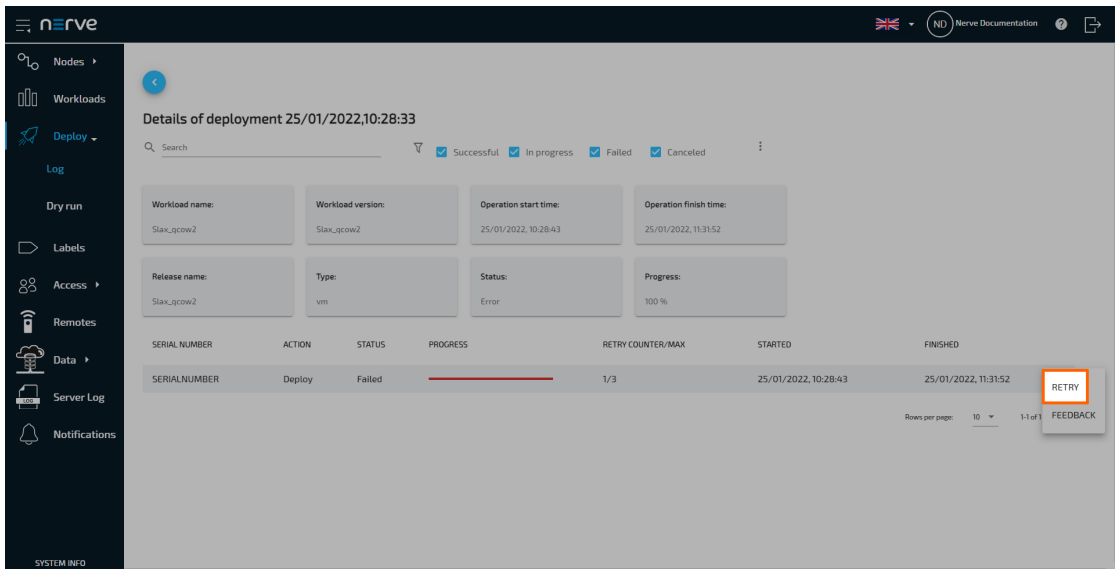 nerve
ND Nerve Documentation ?
Nodes
Workloads
Deploy
Log
Dry run
Labels
Access
Remotes
Data
Server Log
LOG
Notifications
SYSTEM INFO
Details of deployment 25/01/2022,10:28:33
Search
Successful In progress Failed Canceled
Workload name: Workload version: Operation start time: Operation finish time:
Slax_qcow2 Slax_qcow2 25/01/2022, 10:28:43 25/01/2022, 11:31:52
Release name: Type: Status: Progress:
Slax_qcow2 vm Error 100 %
SERIAL NUMBER ACTION STATUS PROGRESS RETRY COUNTER/MAX STARTED FINISHED
SERIALNUMBER Deploy Failed 1/3 25/01/2022, 10:28:43 25/01/2022, 11:31:52
RETRY
FEEDBACK
Rows per page: 10 1-1 of 1